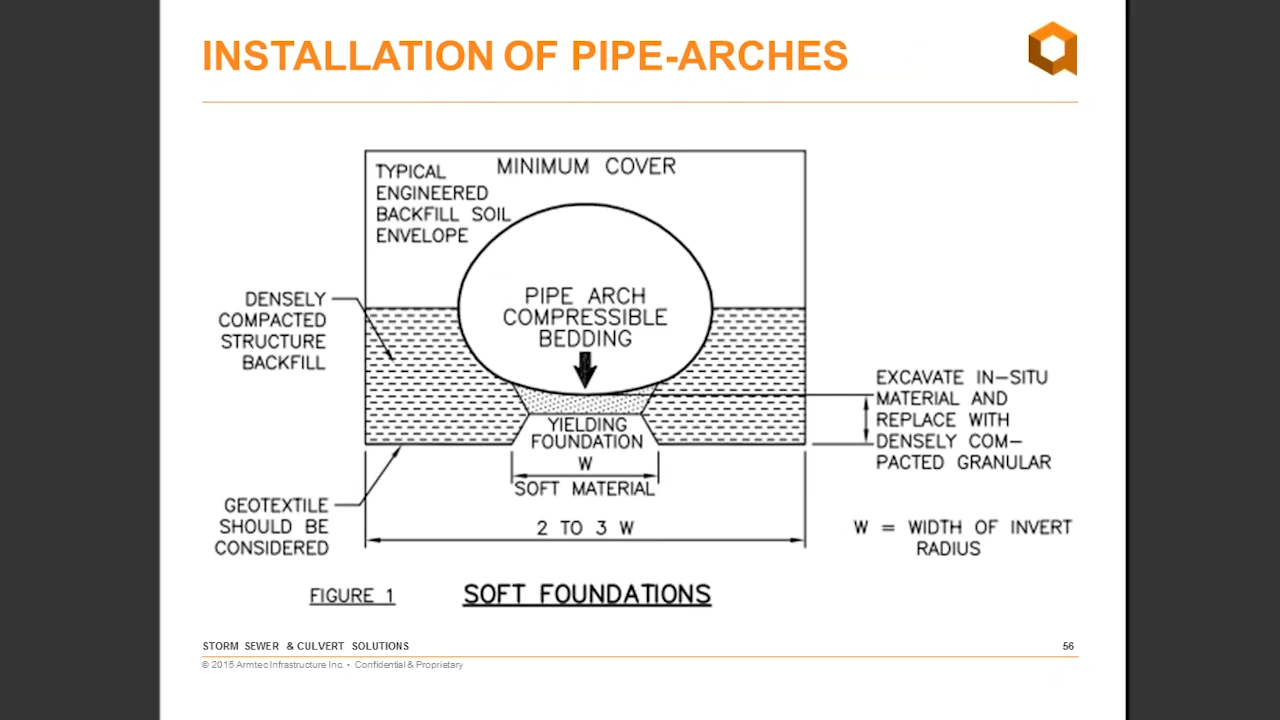 INSTALLATION OF PIPE-ARCHES
MINIMUM COVER
TYPICAL
ENGINEERED
BACKFILL SOIL
ENVELOPE
PIPE ARCH
COMPRESSIBLE
BEDDING
DENSELY
COMPACTED
STRUCTURE
BACKFILL
EXCAVATE IN-SITU
MATERIAL AND
REPLACE WITH
DENSELY COM-
PACTED GRANULAR
YIELDING
FOUNDATION
W
SOFT MATERIAL
GEOTEXTILE
SHOULD BE
CONSIDERED
2 TO 3 W
W = WIDTH OF INVERT
RADIUS
FIGURE 1
SOFT FOUNDATIONS
STORM SEWER & CULVERT SOLUTIONS
56
© 2015 Armtec Infrastructure Inc. • Confidential & Proprietary